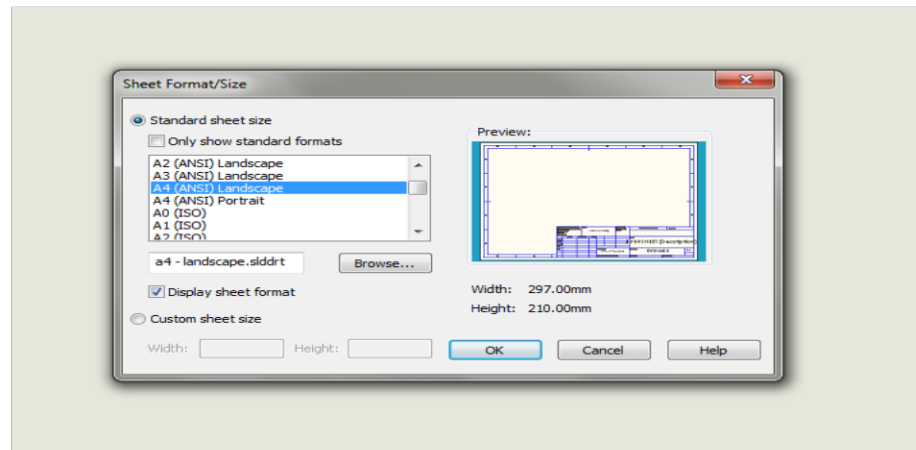 Sheet Format/Size
Standard sheet size
Only show standard formats
A2 (ANSI) Landscape
A3 (ANSI) Landscape
A4 (ANSI) Landscape
A4 (ANSI) Portrait
A0 (ISO)
A1 (ISO)
A2 (ISO)
a4 - landscape.slddrt
Browse...
Display sheet format
Custom sheet size
Width:
Height:
Preview:
Width: 297.00mm
Height: 210.00mm
OK
Cancel
Help